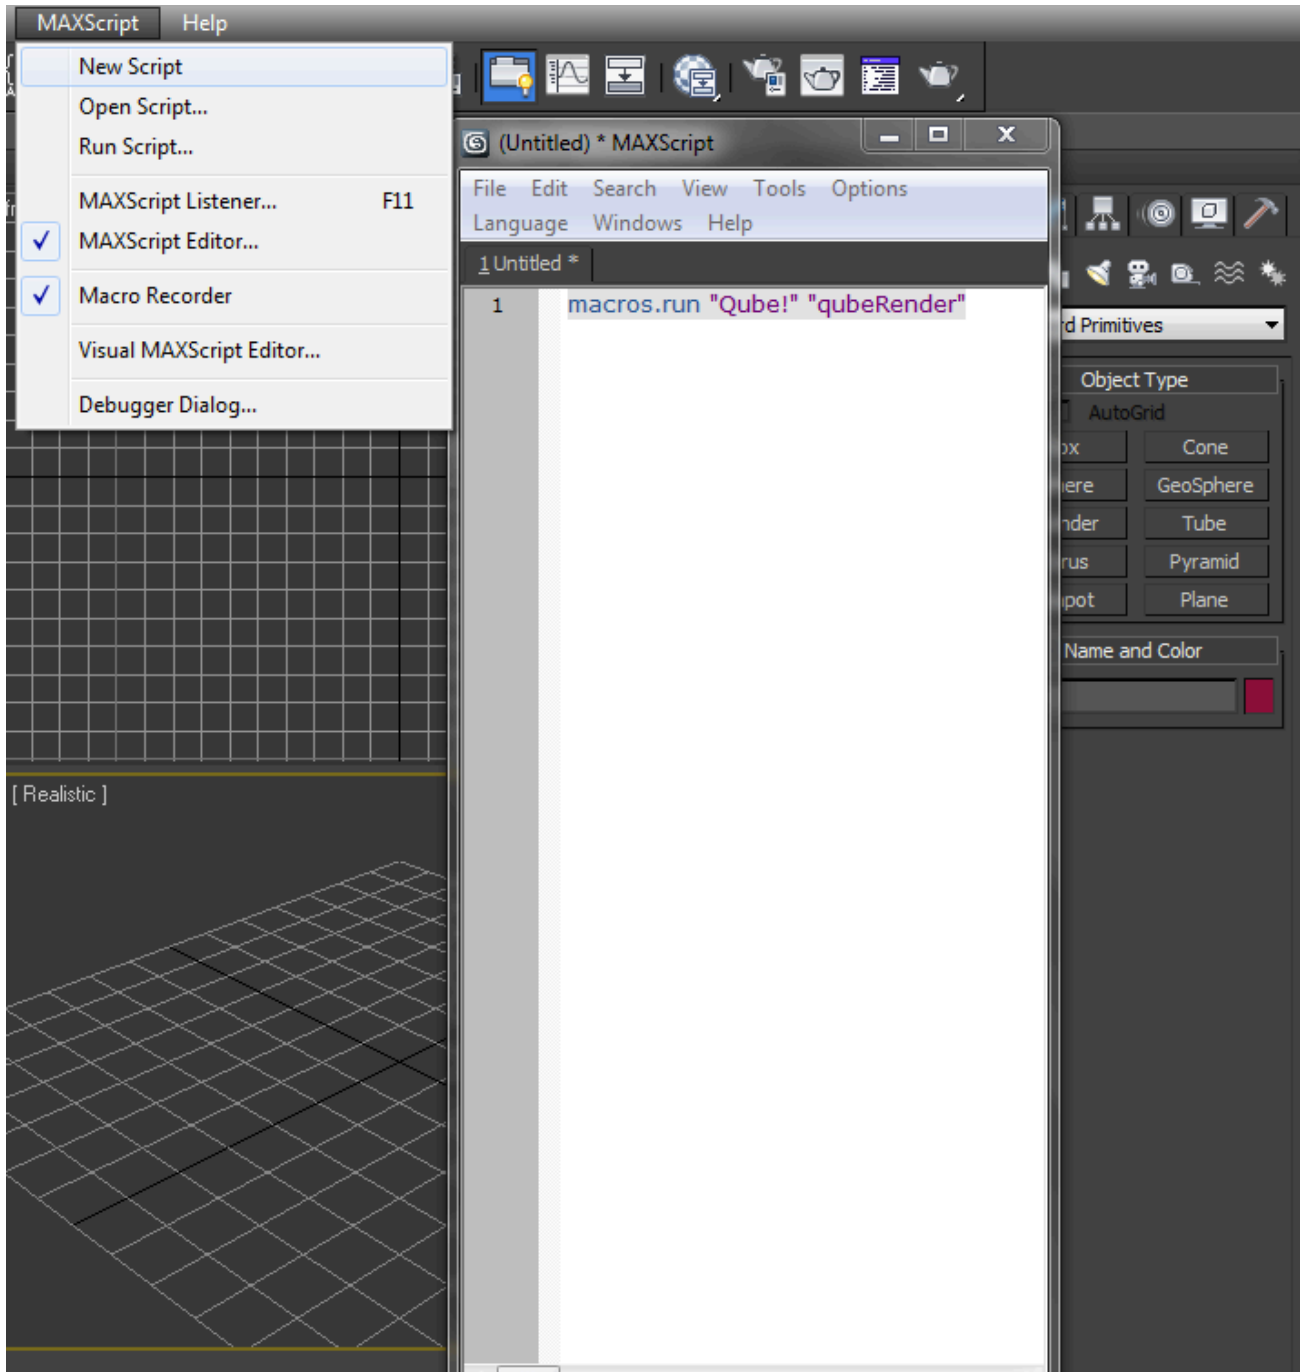 MAXScript Help
New Script
Open Script...
Run Script...
MAXScript Listener... F11
MAXScript Editor...
Macro Recorder
Visual MAXScript Editor...
Debugger Dialog...
(Untitled) * MAXScript
File Edit Search View Tools Options
Language Windows Help
1 Untitled *
1 macros.run "Qube!" "qubeRender"
Primitives
Object Type
AutoGrid
Cone
GeoSphere
Tube
Pyramid
Plane
Name and Color
[ Realistic ]